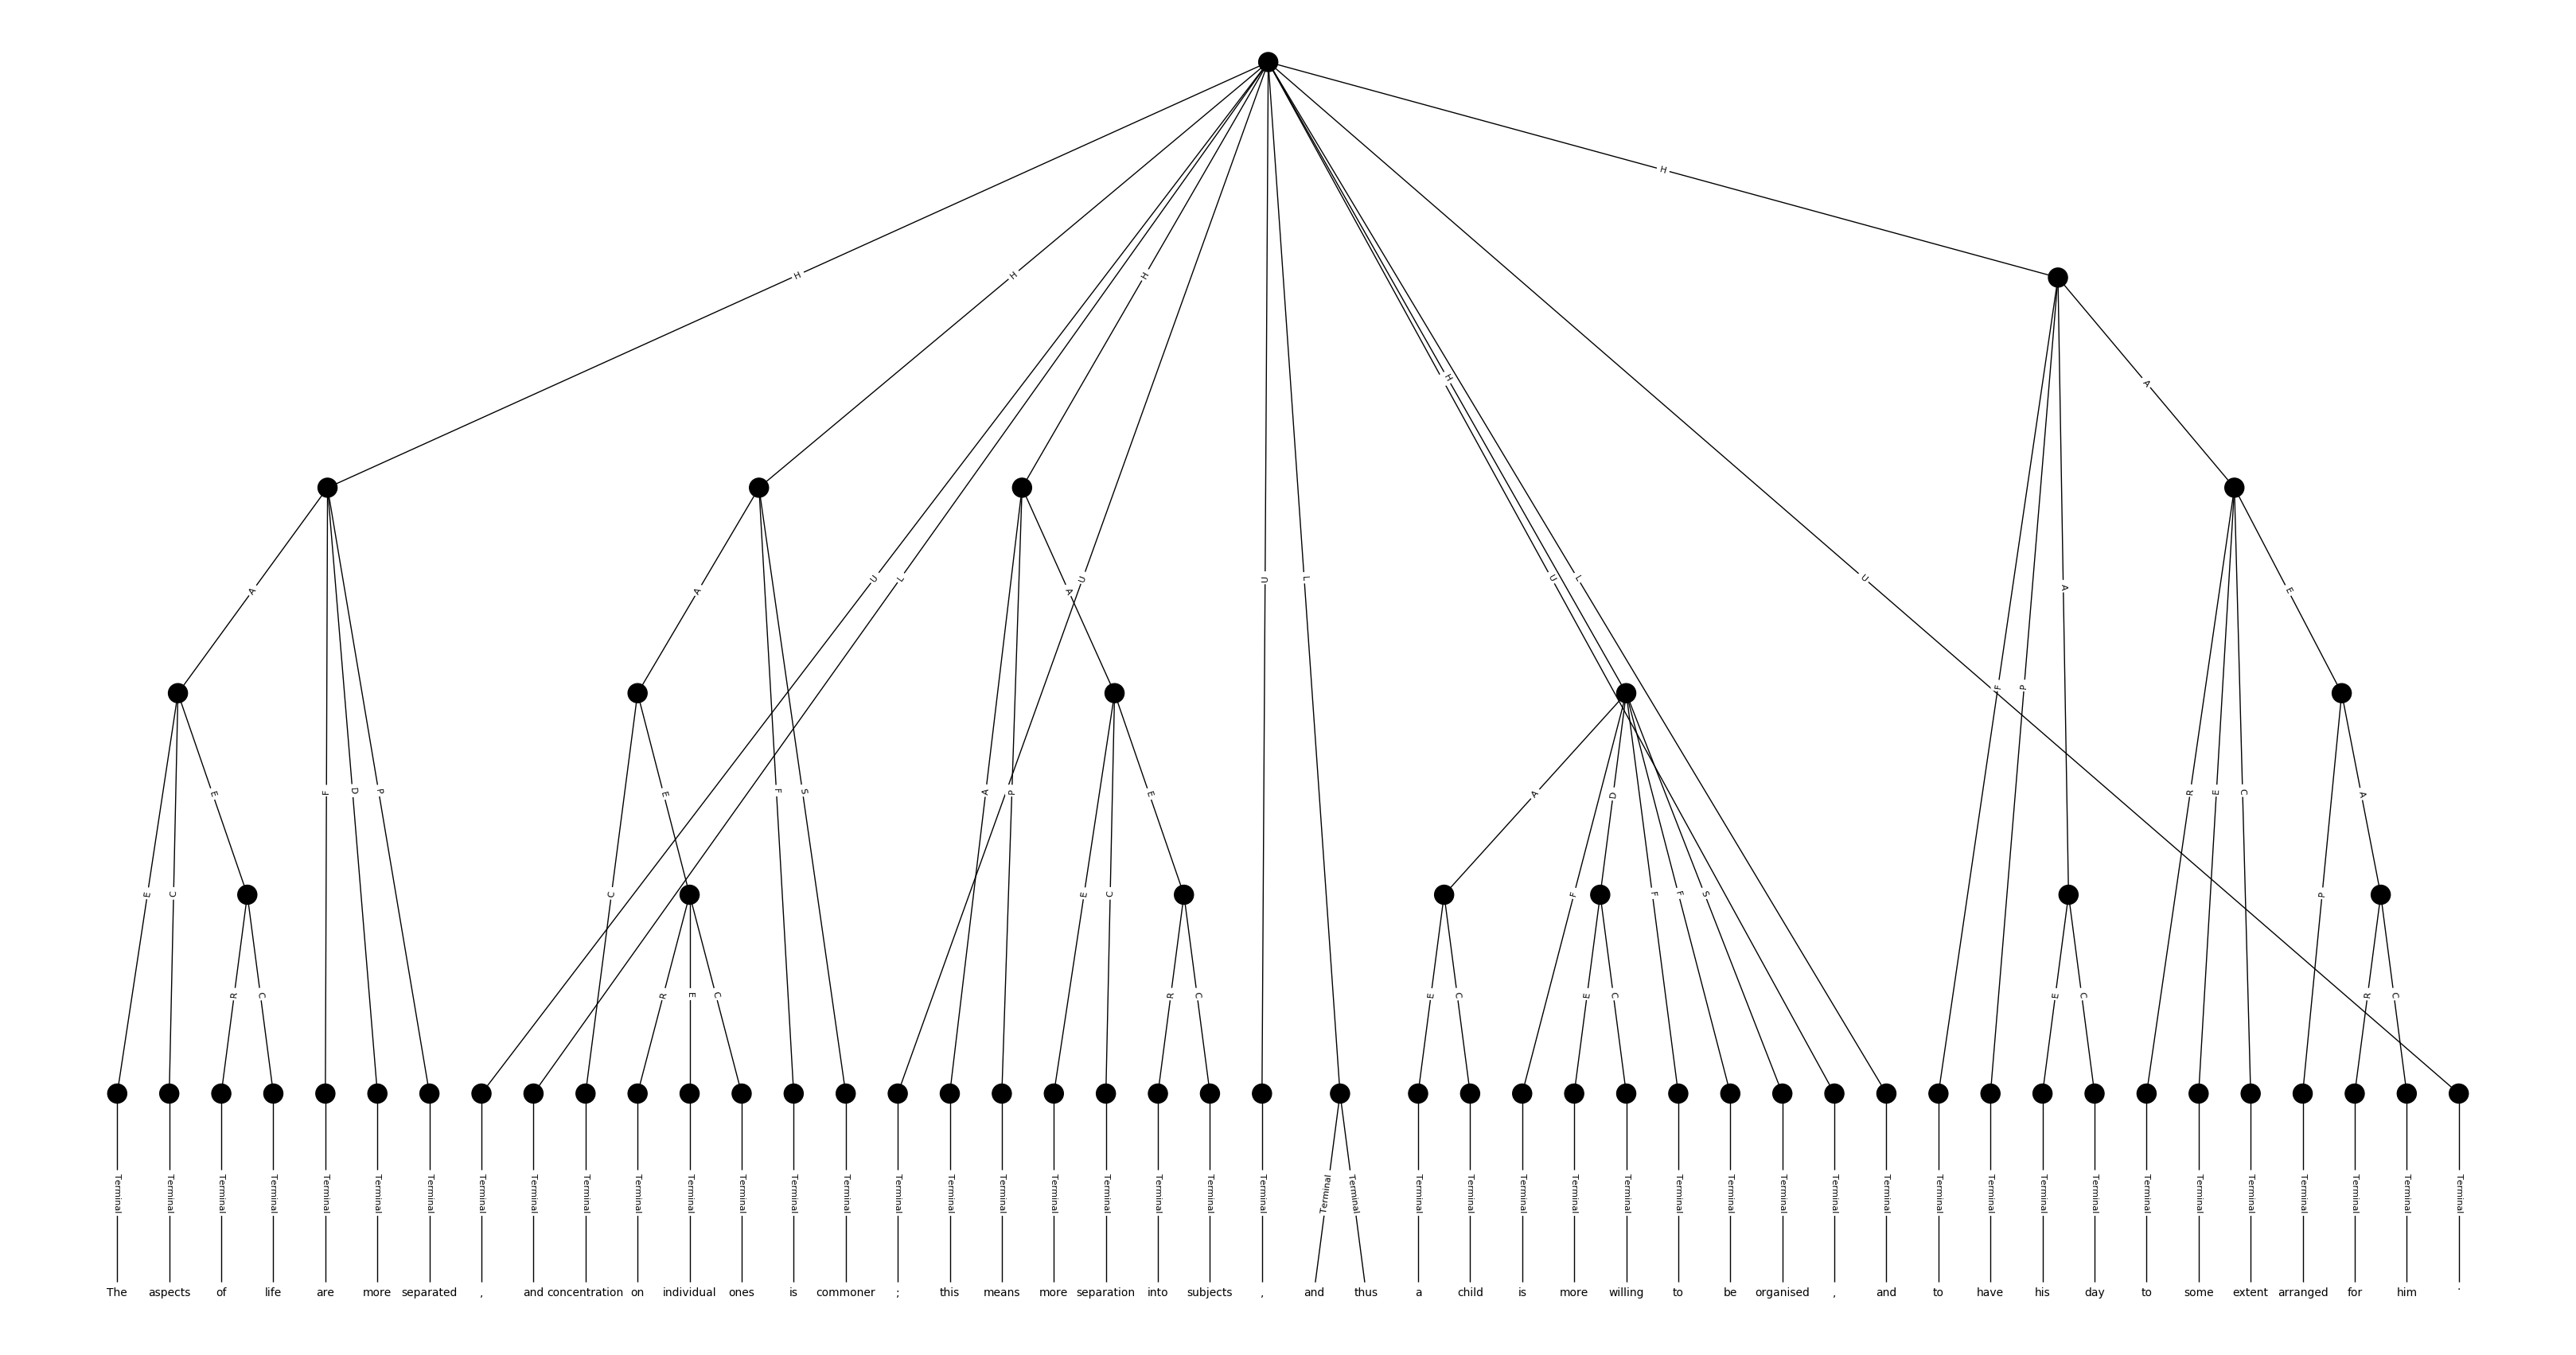 H
H
H
H
A
H
A
A
U
L
U
A
U
L
U
L
U
A
E
F
P
E
F
D
P
F
S
A
P
E
A
D
R
E
C
A
E
C
C
E
C
F
F
F
S
P
R
C
R
E
C
R
C
E
C
E
C
E
C
R
C
Terminal Terminal Terminal Terminal Terminal Terminal Terminal Terminal Terminal Terminal Terminal Terminal Terminal Terminal Terminal Terminal Terminal Terminal Terminal Terminal Terminal Terminal Terminal Terminal Terminal Terminal Terminal Terminal Terminal Terminal Terminal Terminal Terminal Terminal Terminal Terminal Terminal Terminal Terminal Terminal Terminal Terminal Terminal Terminal Terminal Terminal
The aspects of life are more separated , and concentration on individual ones is commoner ; this means more separation into subjects , and thus a child is more willing to be organised , and to have his day to some extent arranged for him .